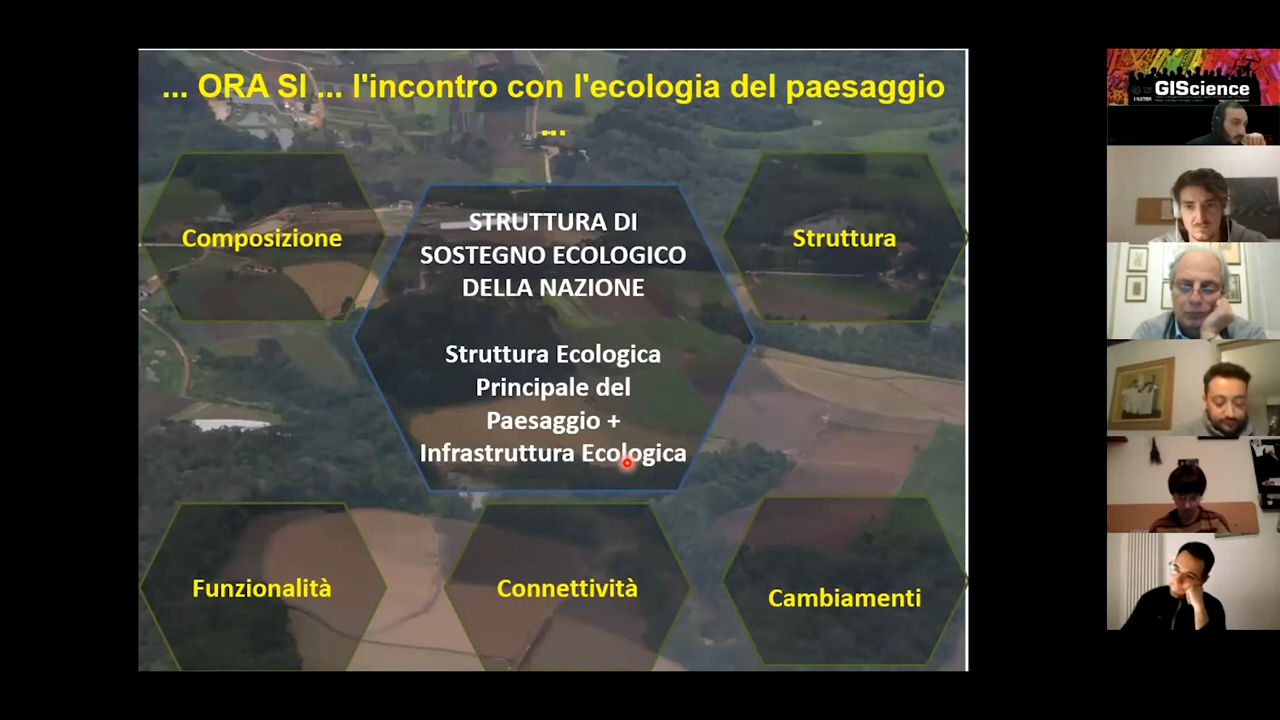 ... ORA SI ... l'incontro con l'ecologia del paesaggio
...
Composizione
STRUTTURA DI
SOSTEGNO ECOLOGICO
DELLA NAZIONE
Struttura Ecologica
Principale del
Paesaggio +
Infrastruttura Ecologica
Struttura
Funzionalità
Connettività
Cambiamenti
GIScience